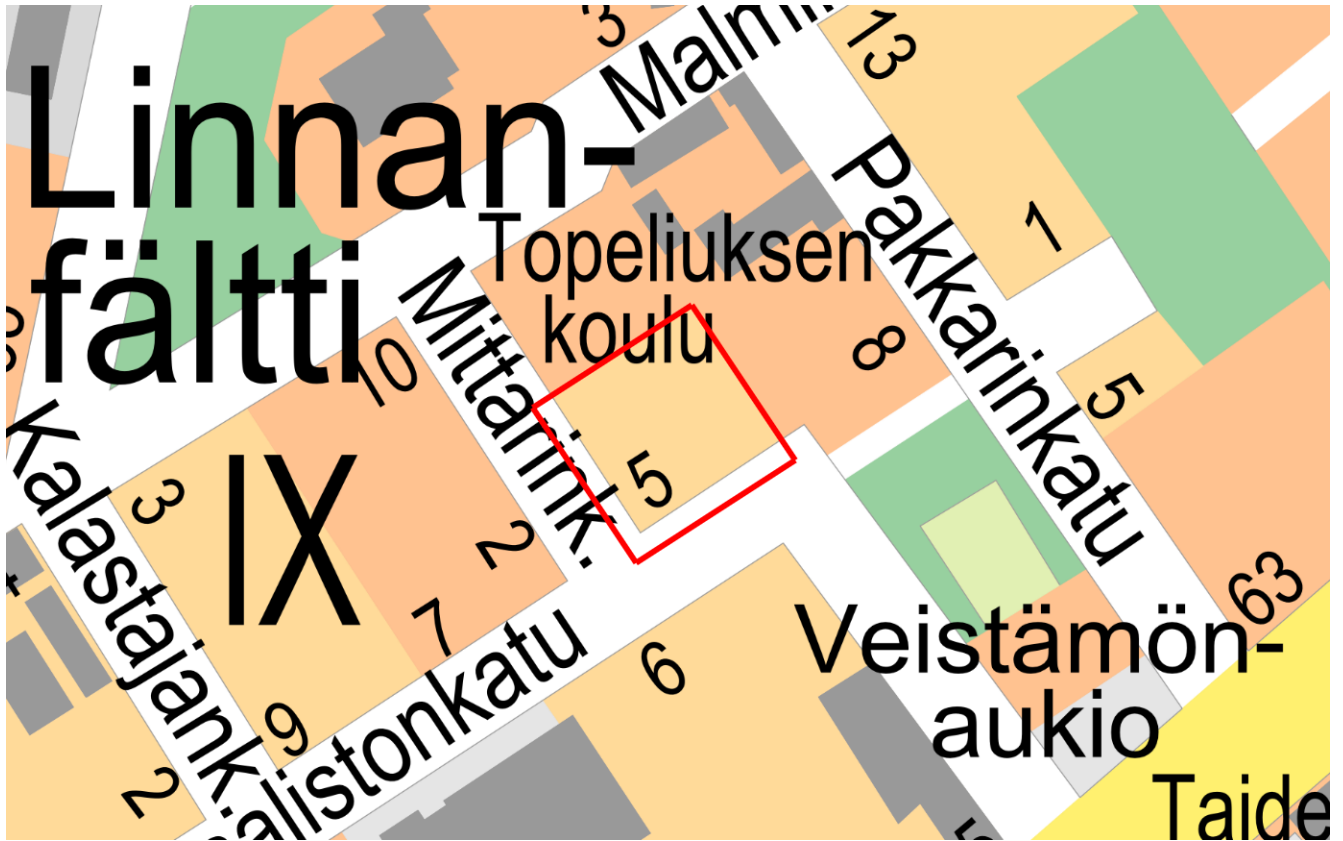 3
Malmi
13
Linnan-
fältti
Topeliuksen
koulu
Pakkarinkatu
1
Mittarink.
10
8
5
Kalastajank.
3
IX
5
2
7
63
Veistämön-
aukio
6
9
2
alistonkatu
Taide